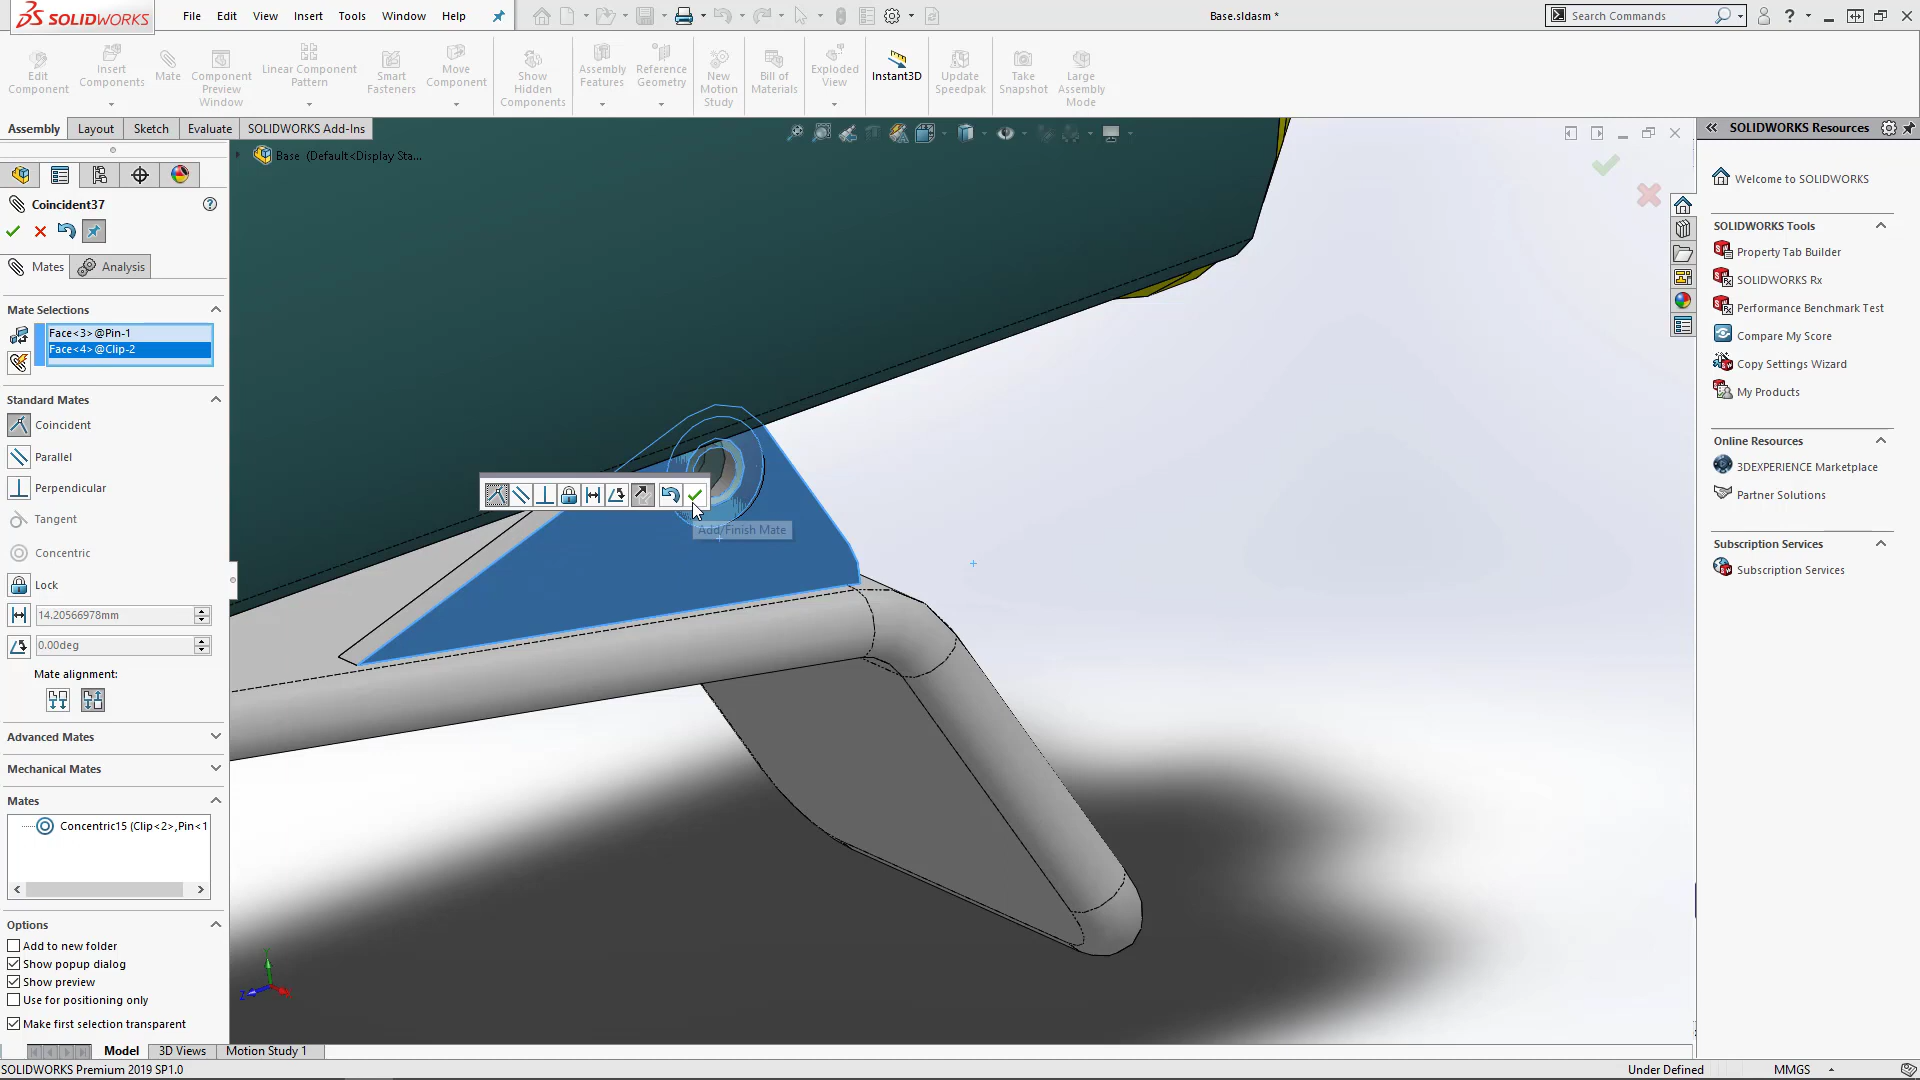 SOLIDWORKS
File Edit View Insert Tools Window Help
Base.sldasm *
Search Commands
Edit Component
Insert Components
Mate
Component Preview Window
Linear Component Pattern
Smart Fasteners
Move Component
Show Hidden Components
Assembly Features
Reference Geometry
New Motion Study
Bill of Materials
Exploded View
Instant3D
Update Speedpak
Take Snapshot
Large Assembly Mode
Assembly Layout Sketch Evaluate SOLIDWORKS Add-Ins
Base (Default<Display Sta...
Coincident37
Mates Analysis
Mate Selections
Face<3>@Pin-1
Face<4>@Clip-2
Standard Mates
Coincident
Parallel
Perpendicular
Tangent
Concentric
Lock
14.20566978mm
0.00deg
Mate alignment:
Advanced Mates
Mechanical Mates
Mates
Concentric15 (Clip<2>,Pin<1
Options
Add to new folder
Show popup dialog
Show preview
Use for positioning only
Make first selection transparent
Add/Finish Mate
Y
Z
Model 3D Views Motion Study 1
SOLIDWORKS Premium 2019 SP1.0
Under Defined
MMGS
SOLIDWORKS Resources
Welcome to SOLIDWORKS
SOLIDWORKS Tools
Property Tab Builder
SOLIDWORKS Rx
Performance Benchmark Test
Compare My Score
Copy Settings Wizard
My Products
Online Resources
3DEXPERIENCE Marketplace
Partner Solutions
Subscription Services
Subscription Services